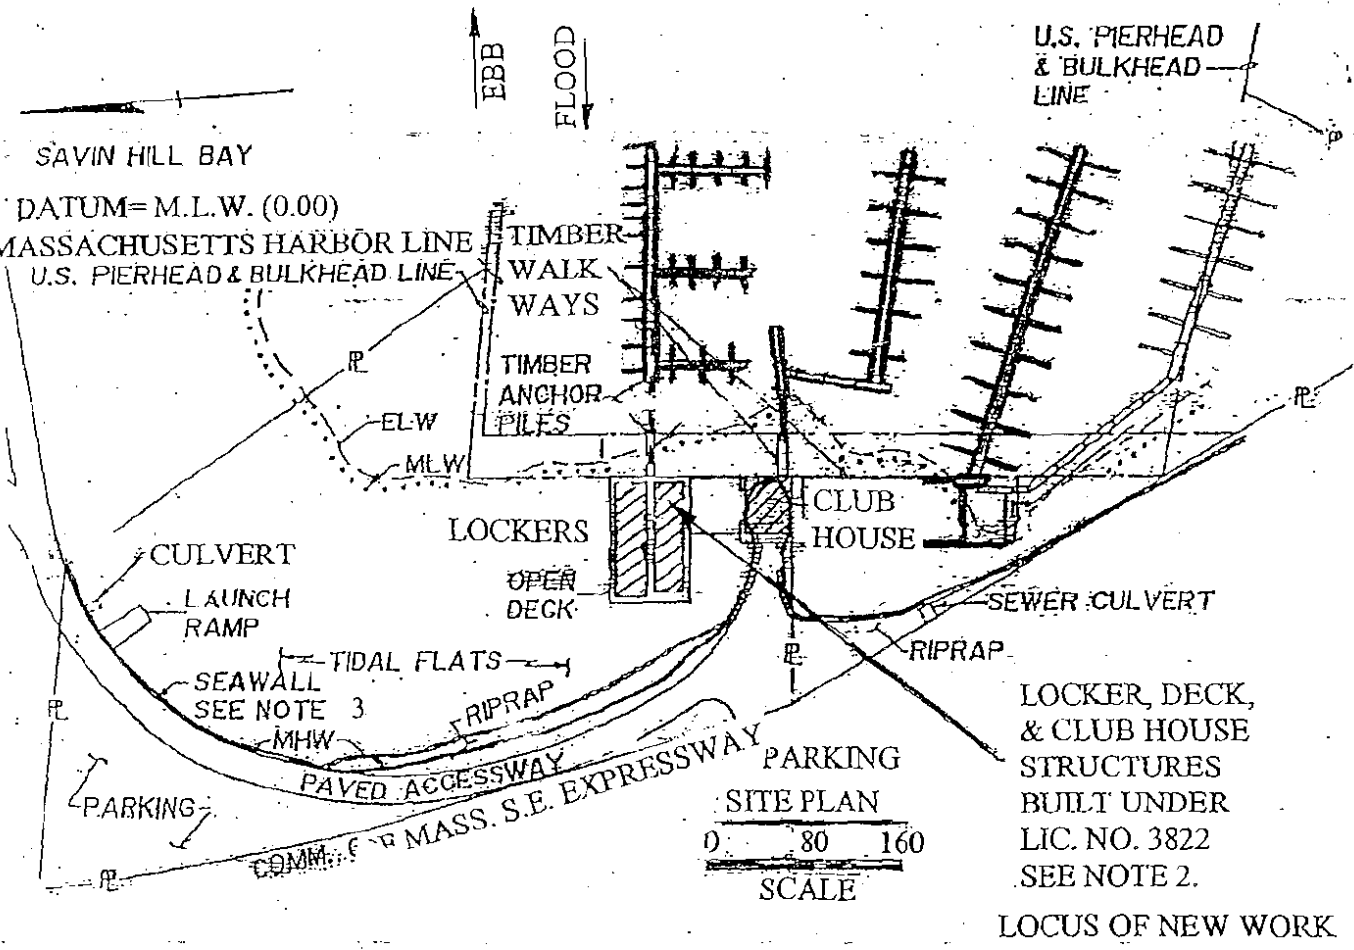 EBB
FLOOD
U.S. PIERHEAD
& BULKHEAD
LINE
SAVIN HILL BAY
DATUM= M.L.W. (0.00)
MASSACHUSETTS HARBOR LINE
U.S. PIERHEAD & BULKHEAD LINE
TIMBER
WALK
WAYS
TIMBER
ANCHOR
PILES
PL
PL
PL
ELW
MLW
LOCKERS
CLUB
HOUSE
OPEN
DECK
CULVERT
LAUNCH
RAMP
SEWER CULVERT
RIPRAP
PL
TIDAL FLATS
SEAWALL
SEE NOTE 3
RIPRAP
MHW
PL
PAVED ACCESSWAY
PARKING
PL
COMM. OF MASS. S.E. EXPRESSWAY
PARKING
SITE PLAN
0 80 160
SCALE
LOCKER, DECK,
& CLUB HOUSE
STRUCTURES
BUILT UNDER
LIC. NO. 3822
SEE NOTE 2.
LOCUS OF NEW WORK